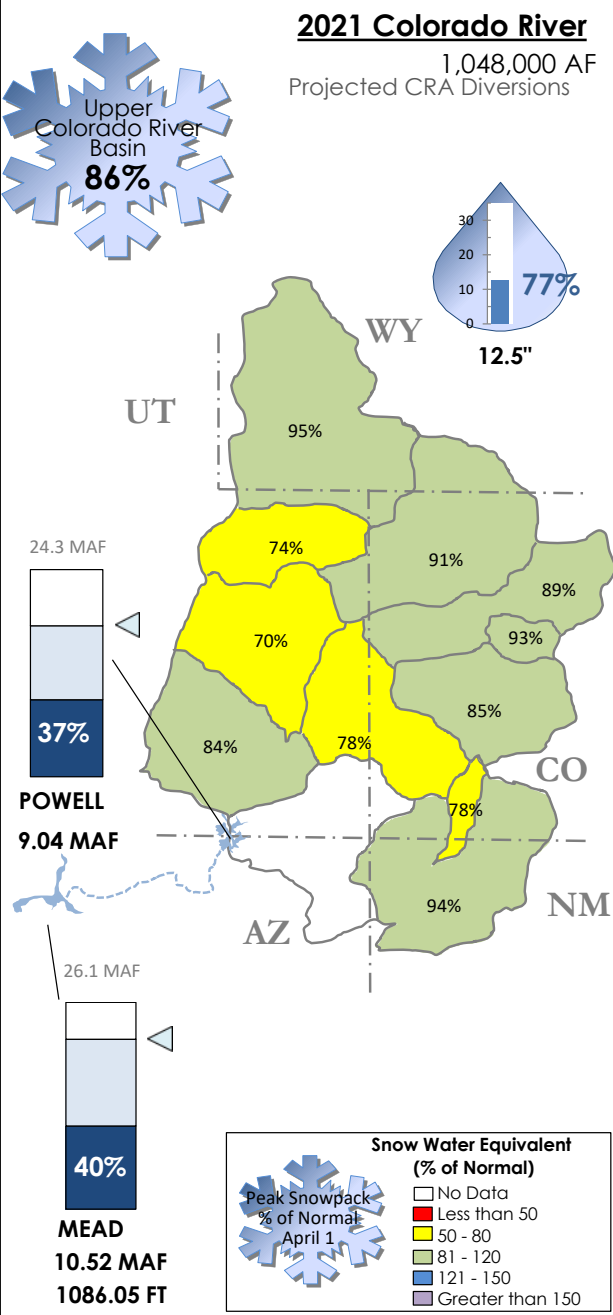 2021 Colorado River
1,048,000 AF
Projected CRA Diversions
Upper
Colorado River
Basin
86%
30
20
10
0
77%
12.5"
WY
UT
95%
74%
91%
89%
93%
70%
85%
84%
78%
78%
CO
94%
NM
AZ
24.3 MAF
37%
POWELL
9.04 MAF
26.1 MAF
40%
MEAD
10.52 MAF
1086.05 FT
Peak Snowpack
% of Normal
April 1
Snow Water Equivalent
(% of Normal)
No Data
Less than 50
50 - 80
81 - 120
121 - 150
Greater than 150